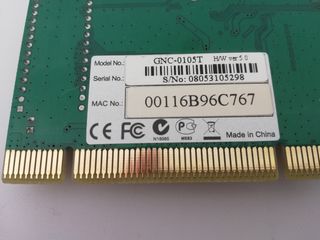 Model No.: GNC-0105T H/W ver:5.0
Serial No.: S/No: 08053105298
MAC No.: 00116B96C767
CE FC
Made in China